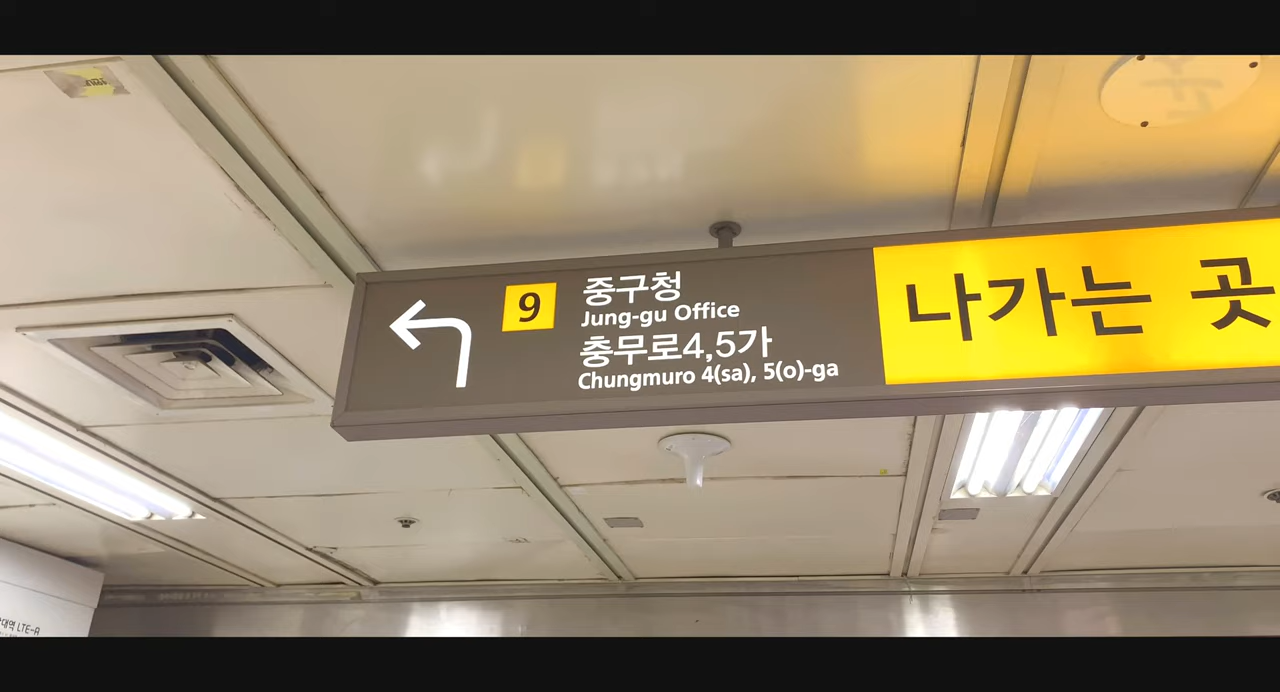 9
중구청
Jung-gu Office
충무로4,5가
Chungmuro 4(sa), 5(o)-ga
나가는 곳
LTE-A